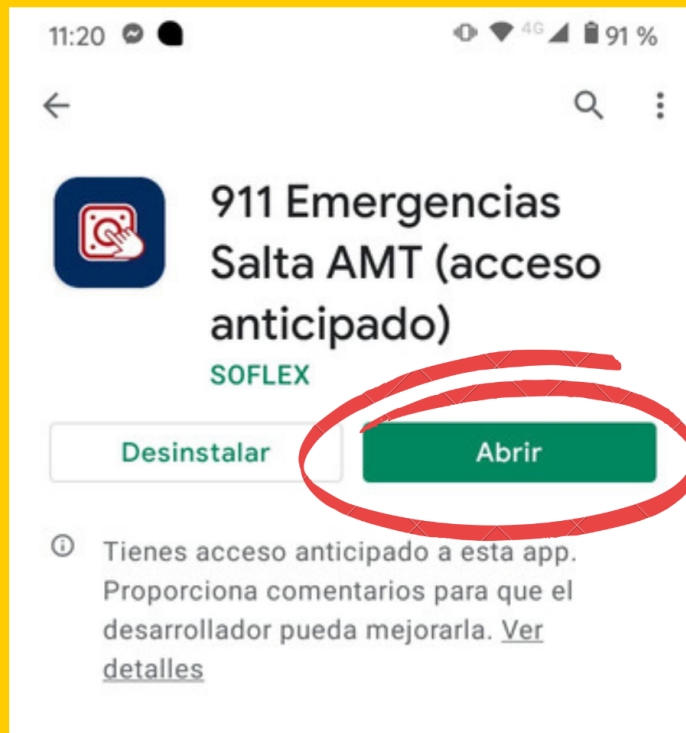 11:20 4G 91 %
911 Emergencias
Salta AMT (acceso
anticipado)
SOFLEX
Desinstalar Abrir
Tienes acceso anticipado a esta app.
Proporciona comentarios para que el
desarrollador pueda mejorarla. Ver
detalles